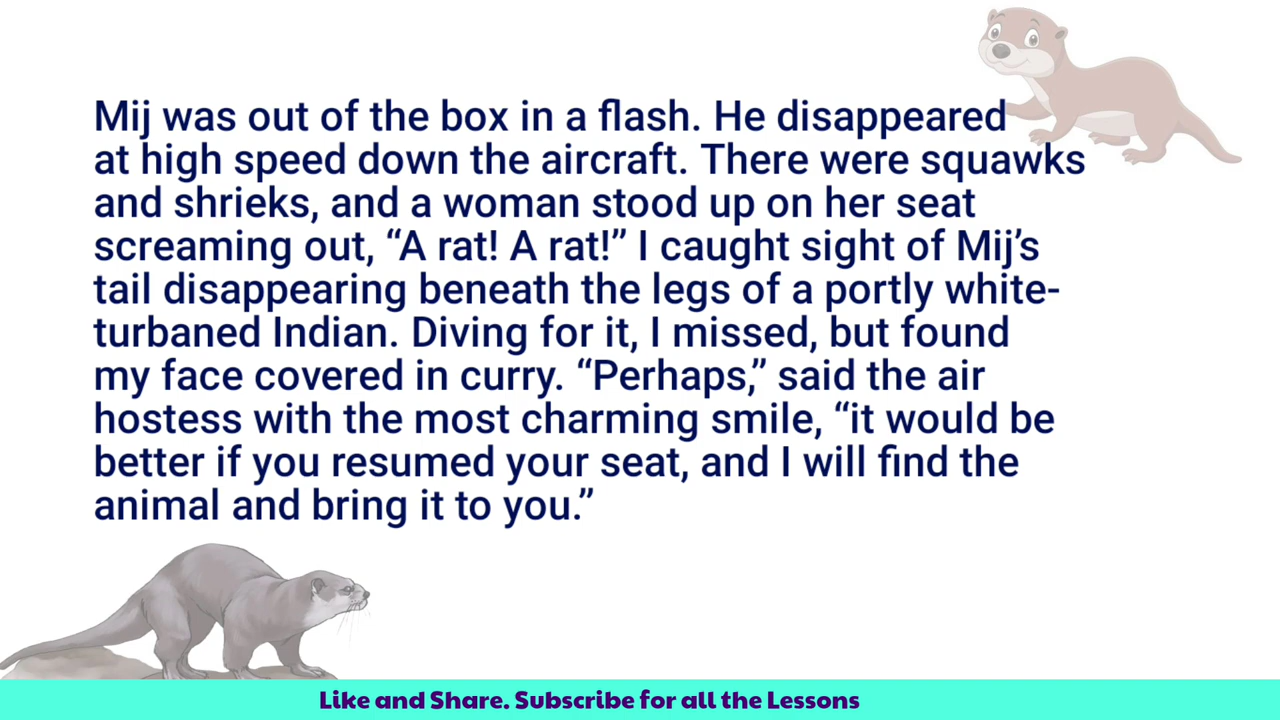 Mij was out of the box in a flash. He disappeared
at high speed down the aircraft. There were squawks
and shrieks, and a woman stood up on her seat
screaming out, “A rat! A rat!” I caught sight of Mij’s
tail disappearing beneath the legs of a portly white-
turbaned Indian. Diving for it, I missed, but found
my face covered in curry. “Perhaps,” said the air
hostess with the most charming smile, “it would be
better if you resumed your seat, and I will find the
animal and bring it to you.”
Like and Share. Subscribe for all the Lessons